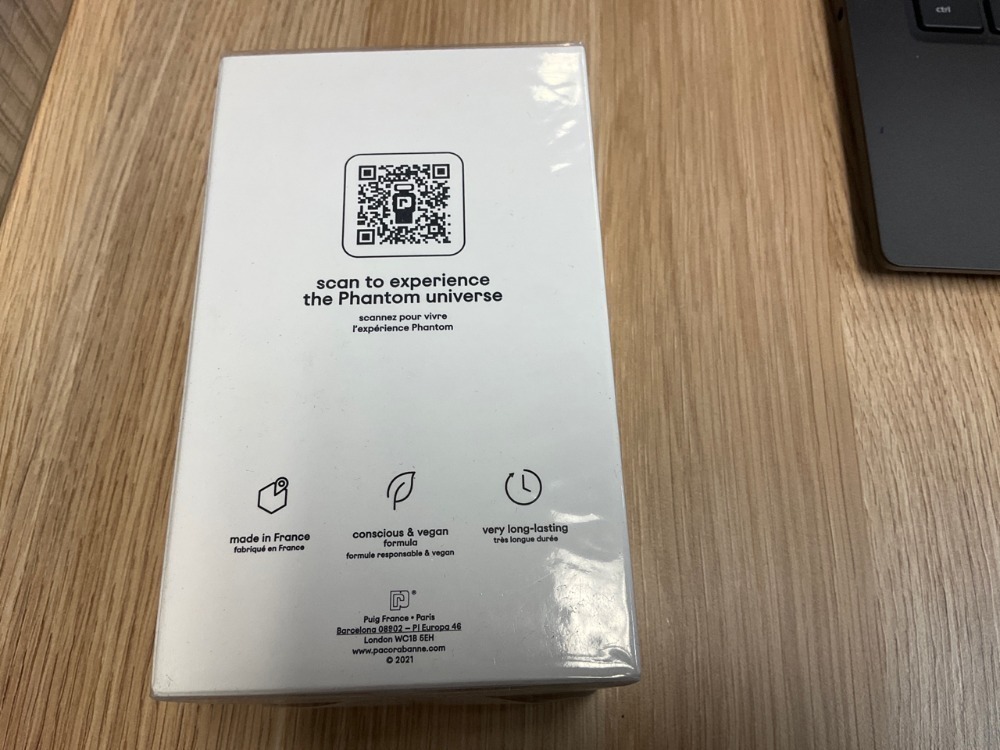 ctrl
scan to experience
the Phantom universe
scannez pour vivre
l'expérience Phantom
made in France
fabriqué en France
conscious & vegan
formula
formule responsable & vegan
very long-lasting
très longue durée
Puig France • Paris
Barcelona 08902 – Pl Europa 46
London WC1B 5EH
www.pacorabanne.com
© 2021